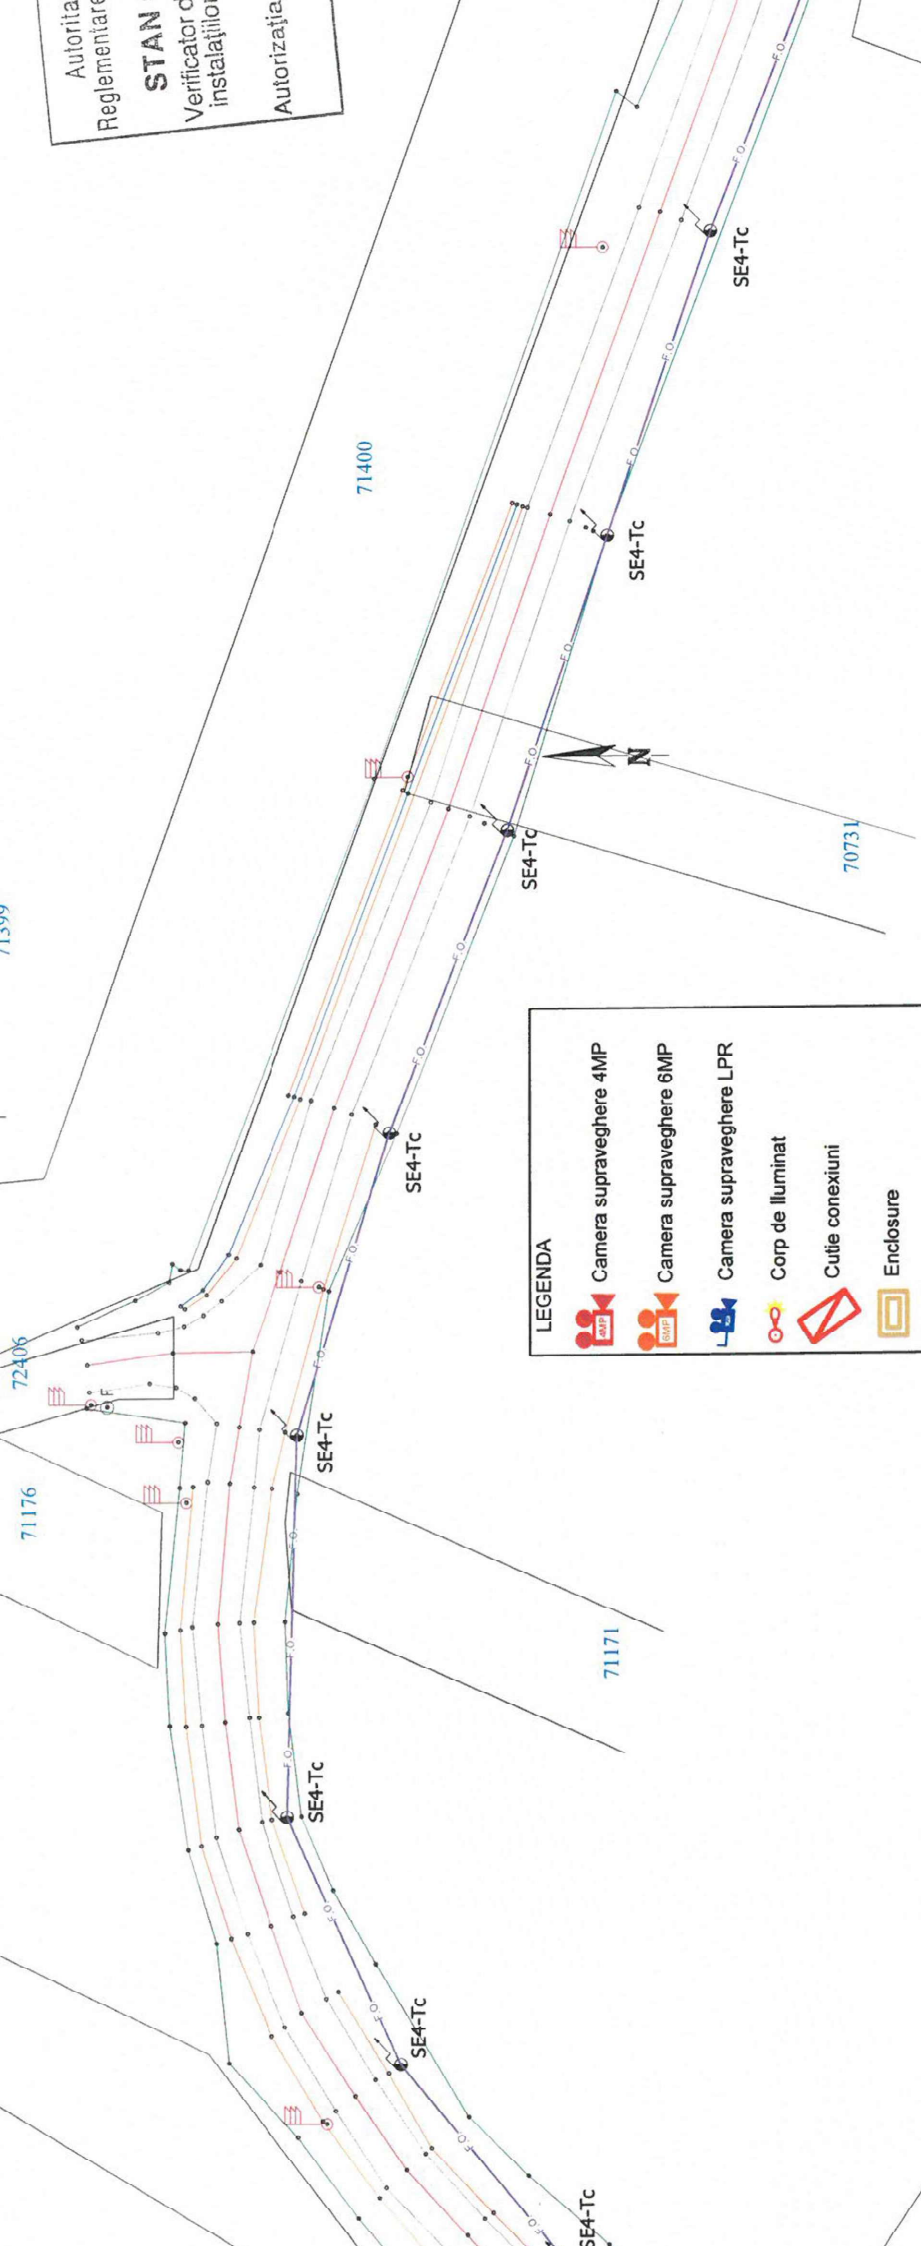 Autorita
Reglementare
STAN
Verificator d
instalațiilor
Autorizația
F.O.
F.O.
SE4-Tc
F.O.
71400
F.O.
SE4-Tc
F.O.
F.O.
N
SE4-Tc
70731
71399
F.O.
F.O.
SE4-Tc
F.O.
72406
F.O.
F
SE4-Tc
71176
F.O.
F.O.
71171
F.O.
SE4-Tc
F.O.
F.O.
SE4-Tc
F.O.
F.O.
SE4-Tc
LEGENDA
4MP Camera supraveghere 4MP
6MP Camera supraveghere 6MP
Camera supraveghere LPR
Corp de Iluminat
Cutie conexiuni
Enclosure